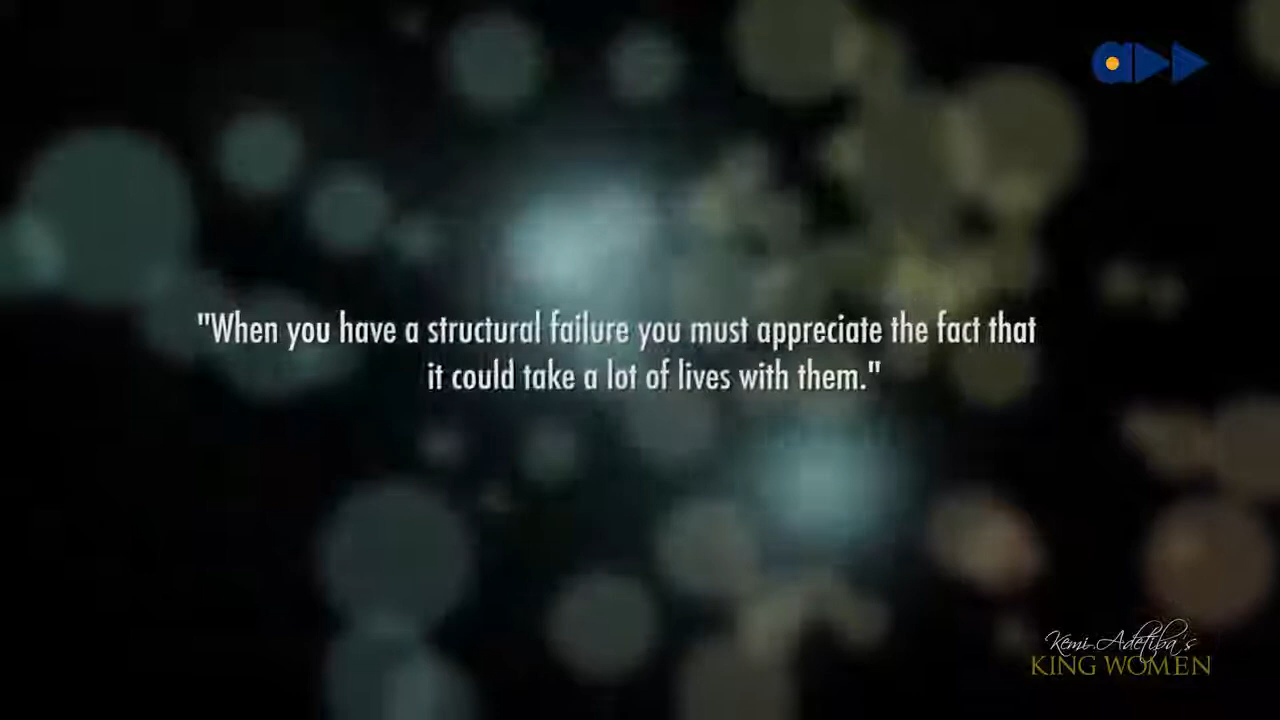 "When you have a structural failure you must appreciate the fact that
it could take a lot of lives with them."
Kemi Adetiba's
KING WOMEN